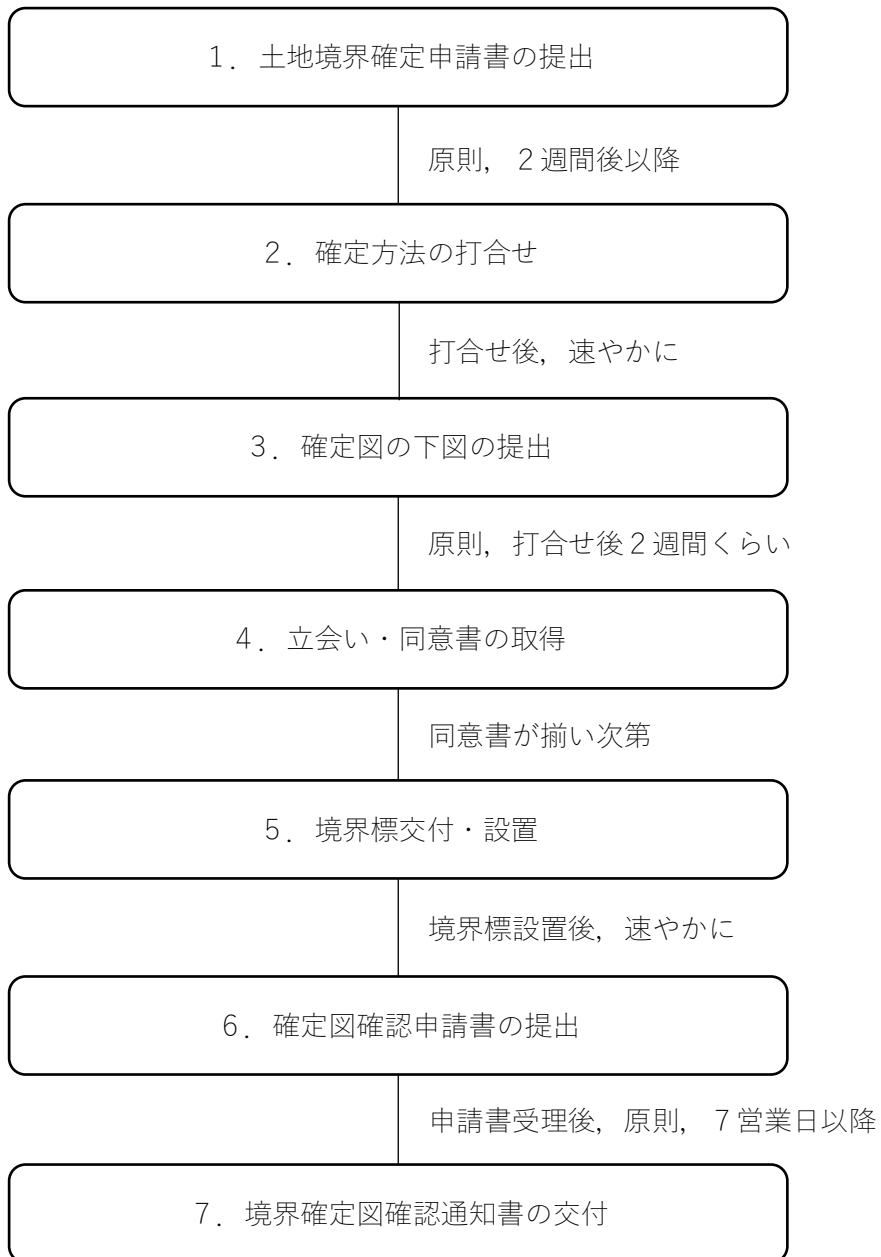 １．土地境界確定申請書の提出
原則，２週間後以降
２．確定方法の打合せ
打合せ後，速やかに
３．確定図の下図の提出
原則，打合せ後２週間くらい
４．立会い・同意書の取得
同意書が揃い次第
５．境界標交付・設置
境界標設置後，速やかに
６．確定図確認申請書の提出
申請書受理後，原則，７営業日以降
７．境界確定図確認通知書の交付